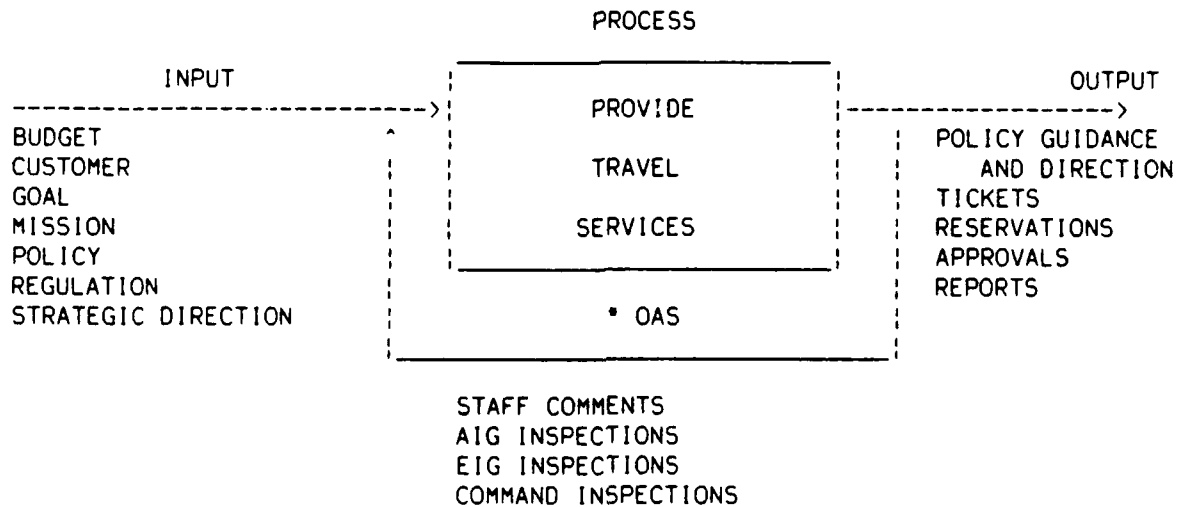 PROCESS
INPUT
OUTPUT
PROVIDE
TRAVEL
SERVICES
BUDGET
CUSTOMER
GOAL
MISSION
POLICY
REGULATION
STRATEGIC DIRECTION
POLICY GUIDANCE
AND DIRECTION
TICKETS
RESERVATIONS
APPROVALS
REPORTS
* OAS
STAFF COMMENTS
AIG INSPECTIONS
EIG INSPECTIONS
COMMAND INSPECTIONS